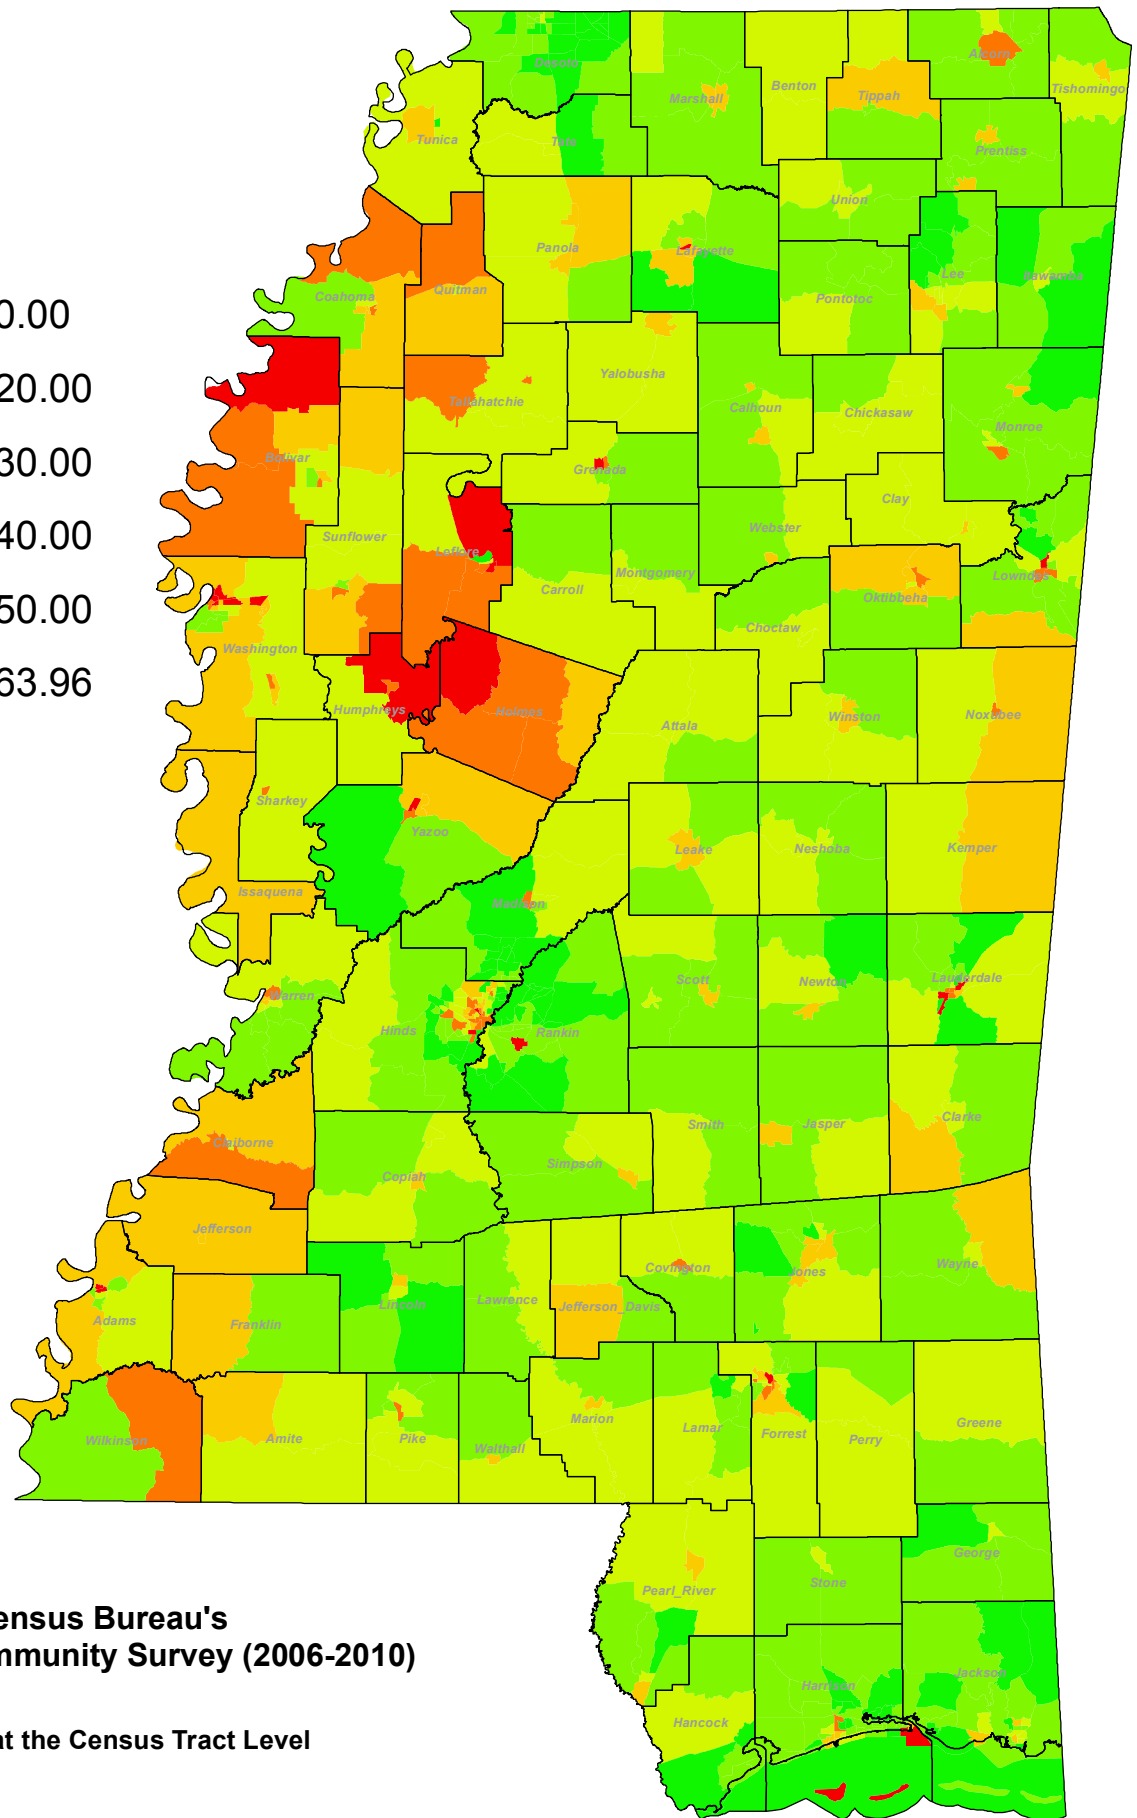 0.00
20.00
30.00
40.00
50.00
63.96
Desoto
Marshall
Benton
Tippah
Alcorn
Tishomingo
Tunica
Tate
Prentiss
Union
Panola
Lafayette
Lee
Itawamba
Coahoma
Quitman
Pontotoc
Yalobusha
Tallahatchie
Calhoun
Chickasaw
Monroe
Bolivar
Grenada
Clay
Sunflower
Leflore
Webster
Carroll
Montgomery
Oktibbeha
Lowndes
Choctaw
Washington
Humphreys
Holmes
Attala
Winston
Noxubee
Sharkey
Yazoo
Leake
Neshoba
Kemper
Issaquena
Madison
Warren
Hinds
Rankin
Scott
Newton
Lauderdale
Claiborne
Copiah
Simpson
Smith
Jasper
Clarke
Jefferson
Covington
Jones
Wayne
Adams
Franklin
Lincoln
Lawrence
Jefferson_Davis
Wilkinson
Amite
Pike
Walthall
Marion
Lamar
Forrest
Perry
Greene
Pearl_River
Stone
George
Hancock
Harrison
Jackson
ensus Bureau's
mmunity Survey (2006-2010)
at the Census Tract Level